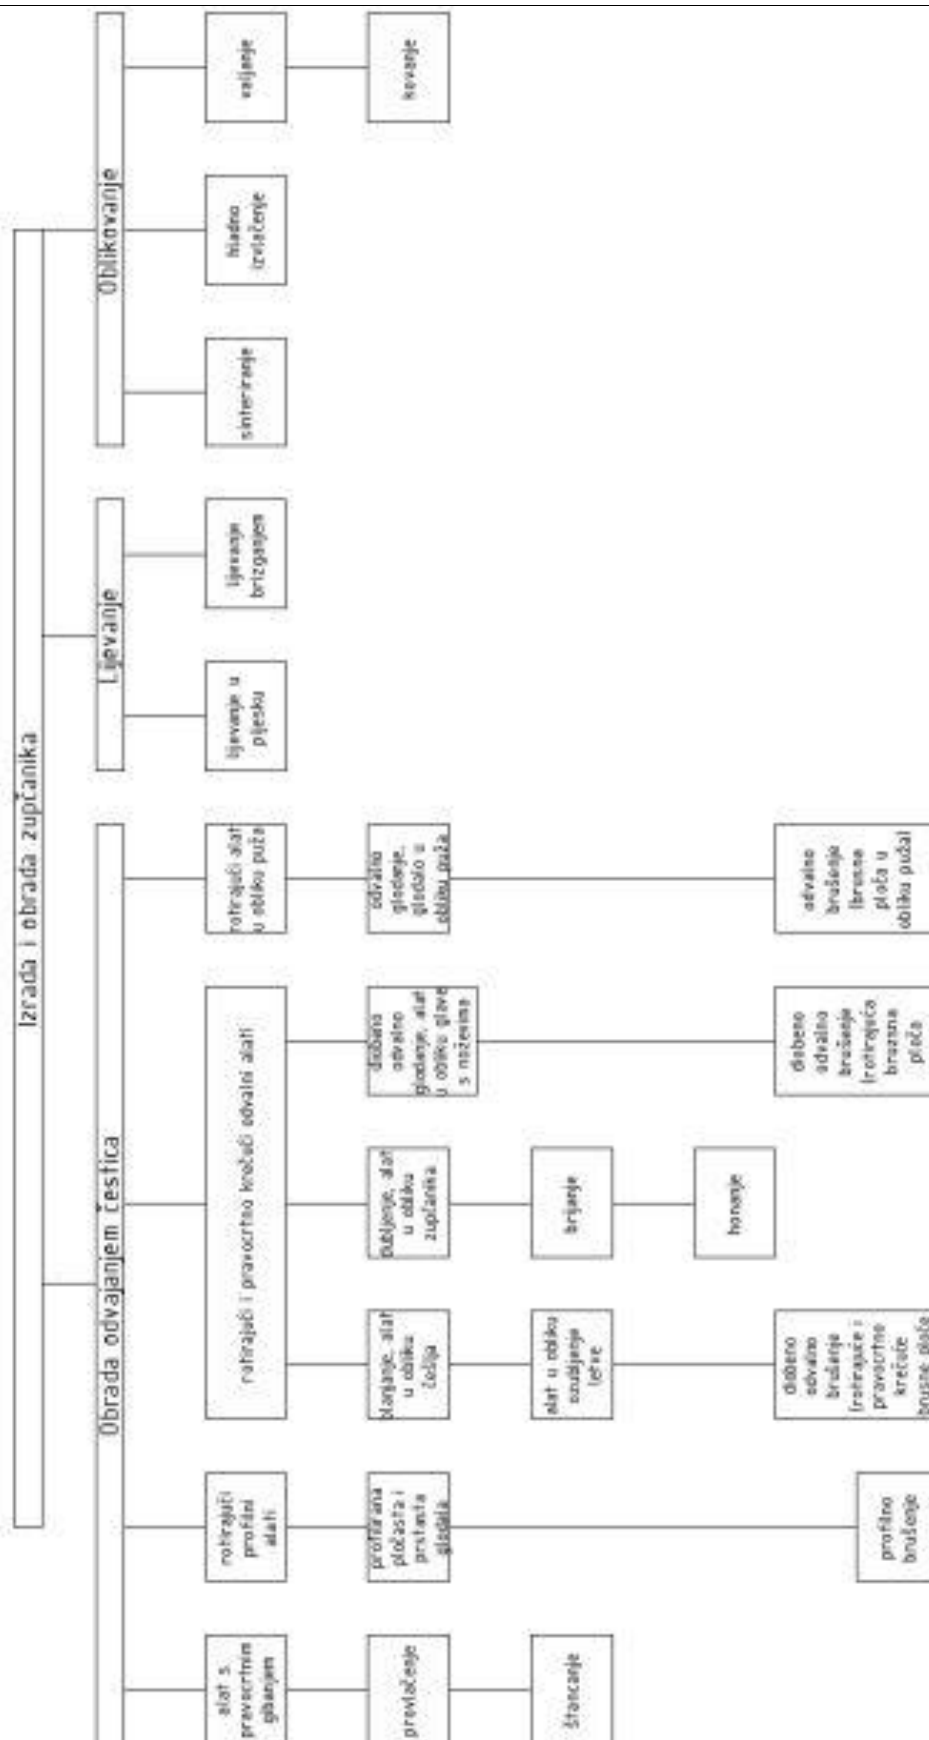 Izrada i obrada zupčanika
Obrada odvajanjem čestica
Lijevanje
Oblikovanje
alat s
pravocrtnim
gibanjem
rotirajući
profilni
alati
rotirajući i pravocrtno krećući odvalni alati
rotirajući alat
u obliku puža
lijevanje u
pijesku
lijevanje
brizganjem
sinteriranje
hladno
izvlačenje
valjanje
provlačenje
profilirana
pločasta i
prstasta
glodala
blanjanje, alat
u obliku
češlja
dubljenje, alat
u obliku
zupčanika
diobeno
odvalno
glodanje, alat
u obliku glave
s noževima
odvalno
glodanje,
glodalo u
obliku puža
kovanje
štancanje
alat u obliku
ozubljenje
letve
brijanje
honanje
profilno
brušenje
diobeno
odvalno
brušenje
(rotirajuće i
pravocrtno
krećuće
brusne ploče
diobeno
odvalno
brušenje
(rotirajuća
bruzsna
ploča
odvalno
brušenje
(brusna
ploča u
obliku puža)